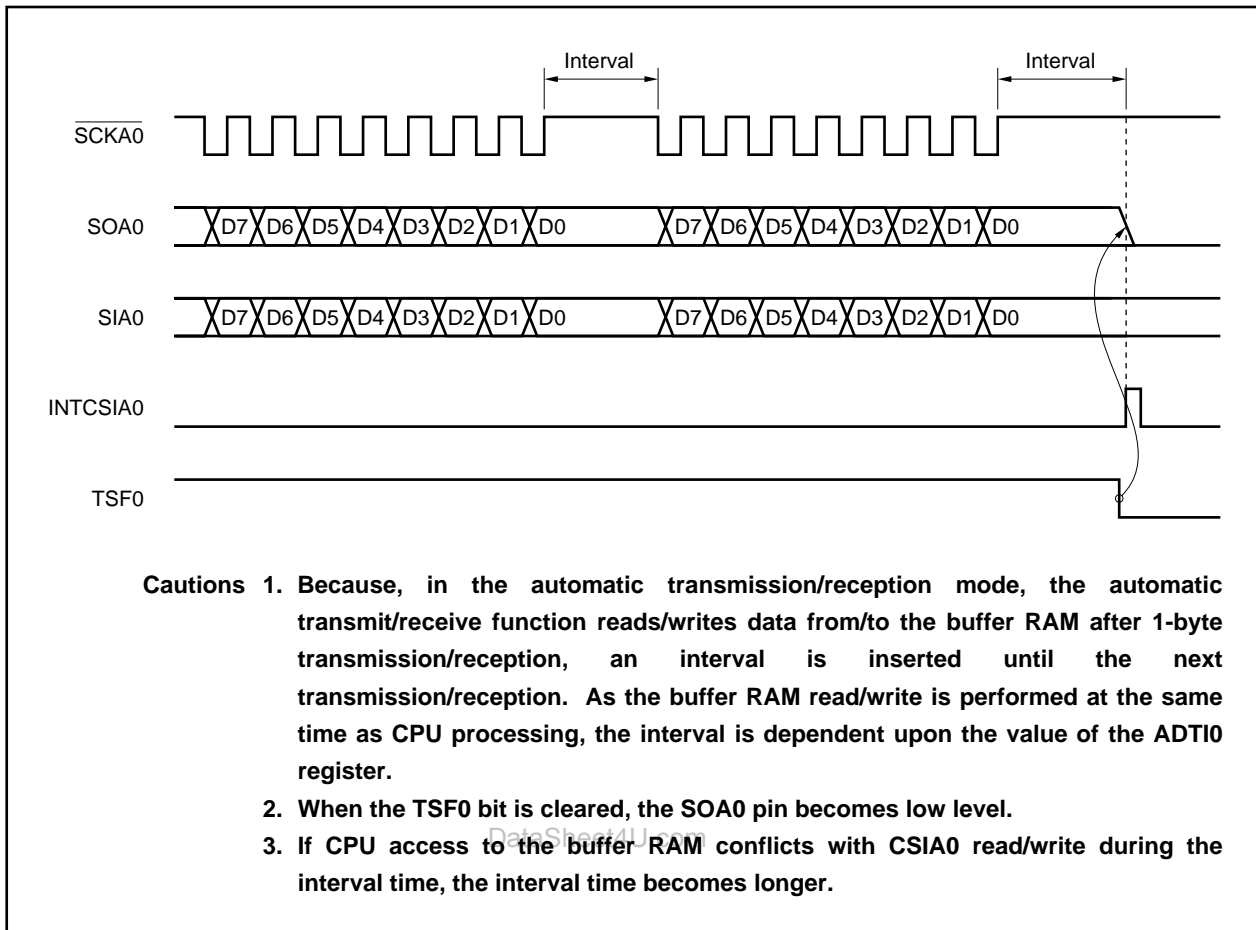 Interval Interval
SCKA0
SOA0 D7 D6 D5 D4 D3 D2 D1 D0 D7 D6 D5 D4 D3 D2 D1 D0
SIA0 D7 D6 D5 D4 D3 D2 D1 D0 D7 D6 D5 D4 D3 D2 D1 D0
INTCSIA0
TSF0
Cautions 1. Because, in the automatic transmission/reception mode, the automatic
transmit/receive function reads/writes data from/to the buffer RAM after 1-byte
transmission/reception, an interval is inserted until the next
transmission/reception. As the buffer RAM read/write is performed at the same
time as CPU processing, the interval is dependent upon the value of the ADTI0
register.
2. When the TSF0 bit is cleared, the SOA0 pin becomes low level.
DataSheet4U.com
3. If CPU access to the buffer RAM conflicts with CSIA0 read/write during the
interval time, the interval time becomes longer.